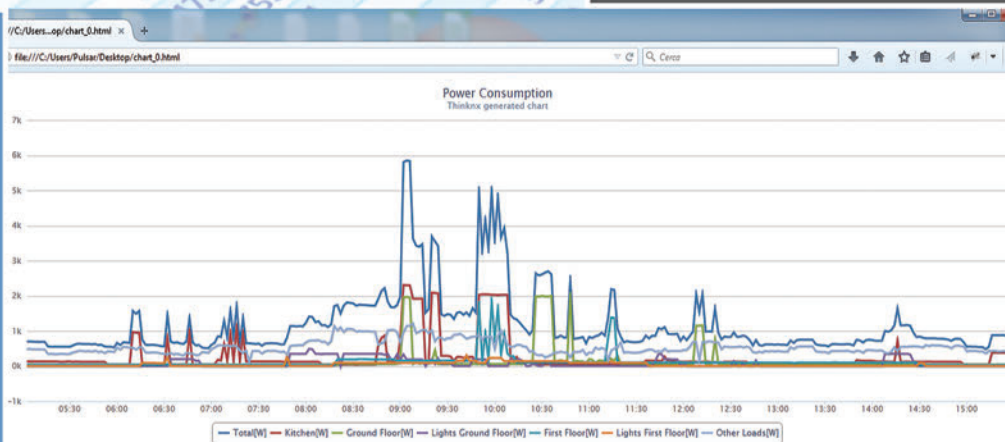 //C:/Users...op/chart_0.html × +
file:///C:/Users/Pulsar/Desktop/chart_0.html
Cerca
Power Consumption
Thinknx generated chart
7k
6k
5k
4k
3k
2k
1k
0k
-1k
05:30 06:00 06:30 07:00 07:30 08:00 08:30 09:00 09:30 10:00 10:30 11:00 11:30 12:00 12:30 13:00 13:30 14:00 14:30 15:00
Total[W] Kitchen[W] Ground Floor[W] Lights Ground Floor[W] First Floor[W] Lights First Floor[W] Other Loads[W]